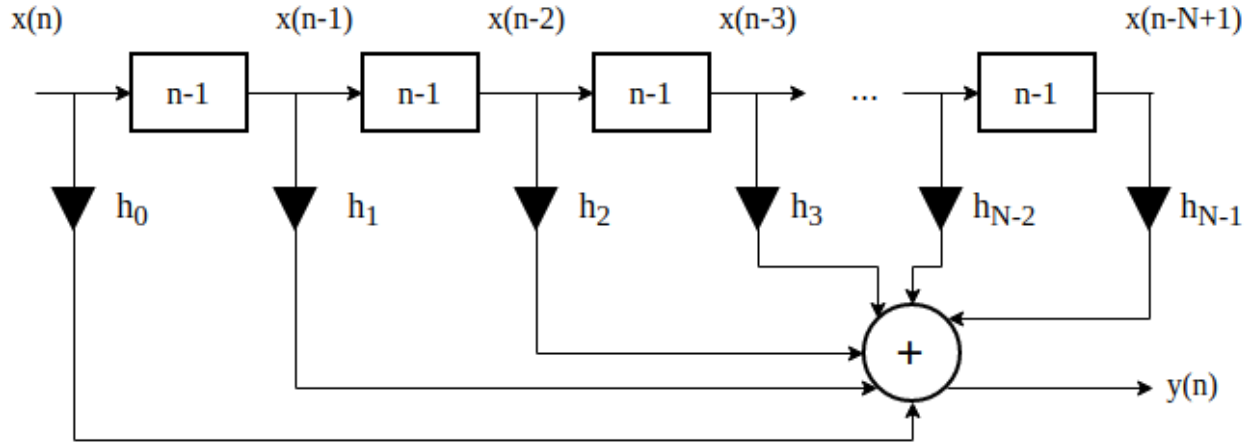 x(n) x(n-1) x(n-2) x(n-3) x(n-N+1)
n-1 n-1 n-1 ... n-1
h0 h1 h2 h3 hN-2 hN-1
+
y(n)